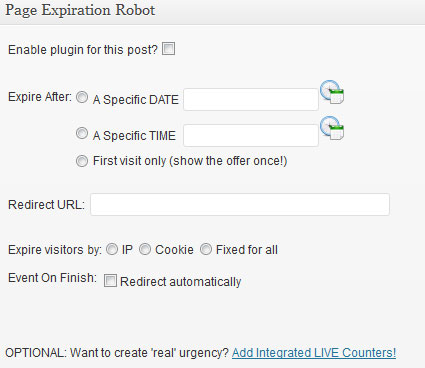 Page Expiration Robot
Enable plugin for this post?
Expire After: A Specific DATE
A Specific TIME
First visit only (show the offer once!)
Redirect URL:
Expire visitors by: IP Cookie Fixed for all
Event On Finish: Redirect automatically
OPTIONAL: Want to create 'real' urgency? Add Integrated LIVE Counters!